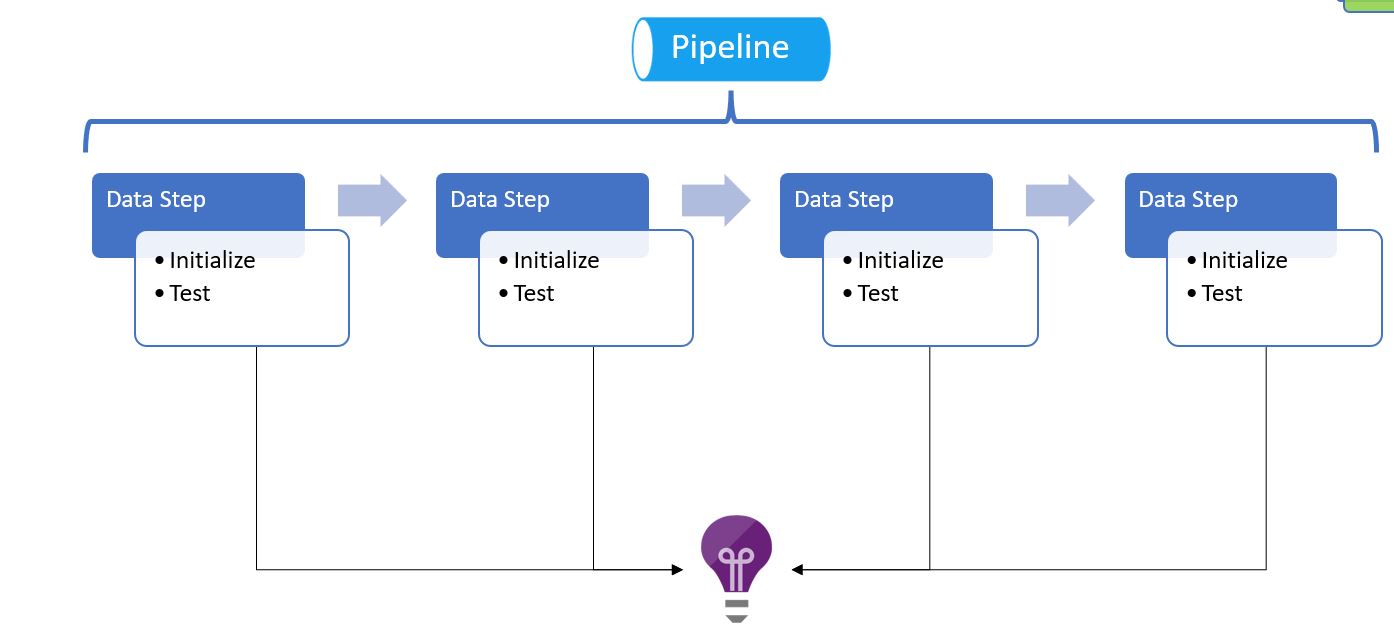 Pipeline
Data Step
• Initialize
• Test
Data Step
• Initialize
• Test
Data Step
• Initialize
• Test
Data Step
• Initialize
• Test